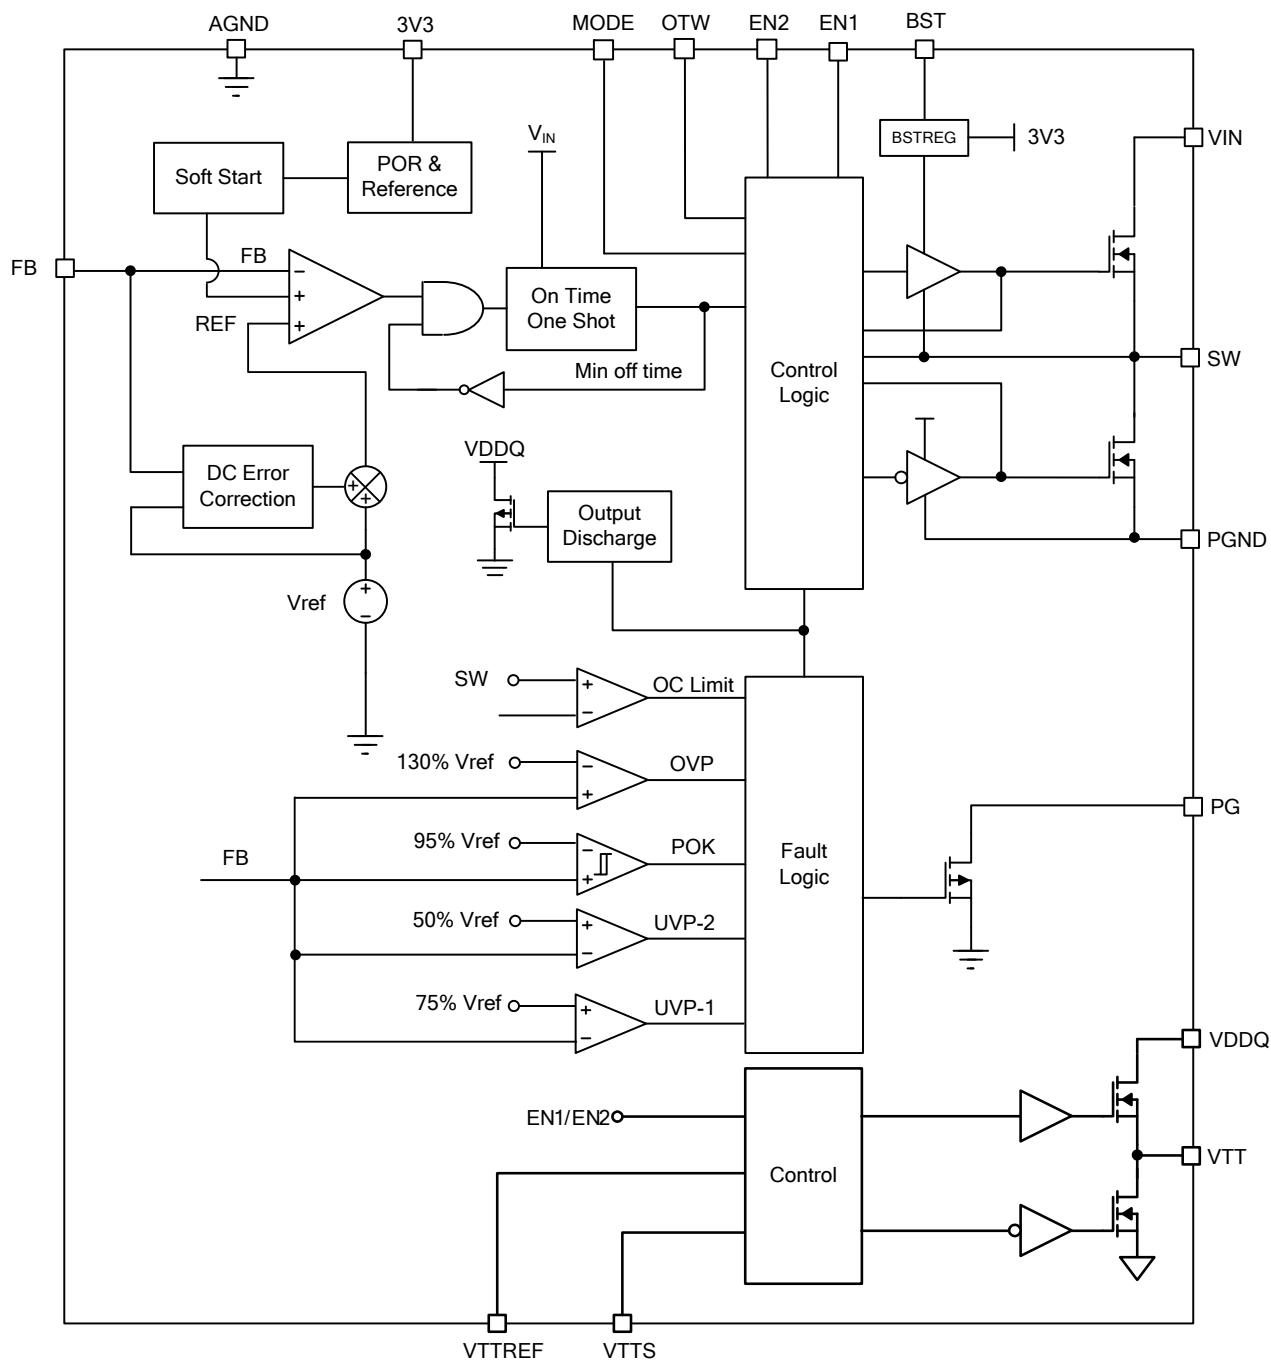 AGND
3V3
MODE
OTW
EN2
EN1
BST
BSTREG
3V3
VIN
VIN
Soft Start
POR &
Reference
FB
FB
REF
On Time
One Shot
Min off time
Control
Logic
SW
VDDQ
DC Error
Correction
Output
Discharge
PGND
Vref
SW
OC Limit
130% Vref
OVP
PG
95% Vref
POK
FB
Fault
Logic
50% Vref
UVP-2
75% Vref
UVP-1
VDDQ
EN1/EN2
Control
VTT
VTTREF
VTTS